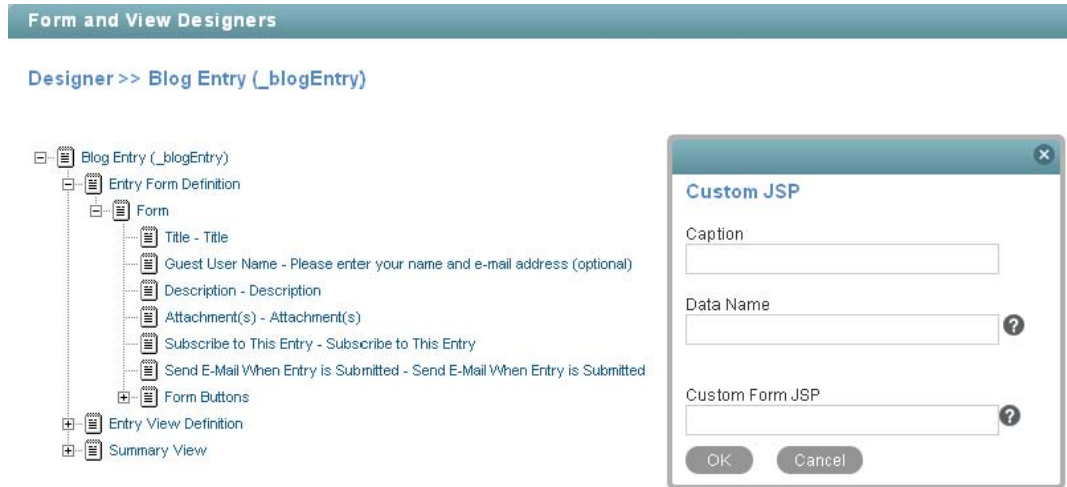 Form and View Designers
Designer >> Blog Entry (_blogEntry)
Blog Entry (_blogEntry)
Entry Form Definition
Form
Title - Title
Guest User Name - Please enter your name and e-mail address (optional)
Description - Description
Attachment(s) - Attachment(s)
Subscribe to This Entry - Subscribe to This Entry
Send E-Mail When Entry is Submitted - Send E-Mail When Entry is Submitted
Form Buttons
Entry View Definition
Summary View
Custom JSP
Caption
Data Name
?
Custom Form JSP
?
OK Cancel